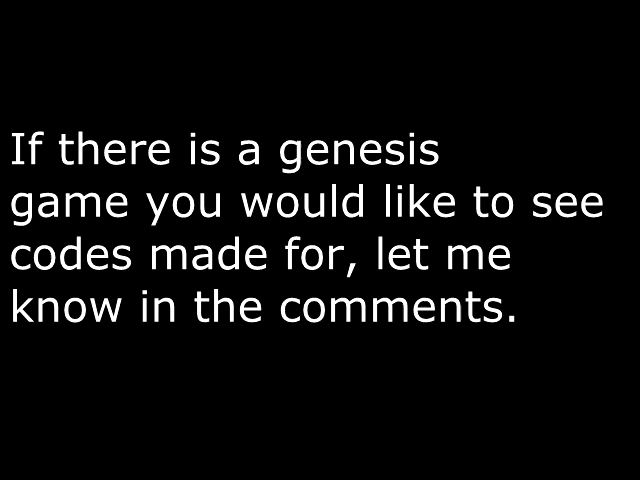 If there is a genesis
game you would like to see
codes made for, let me
know in the comments.